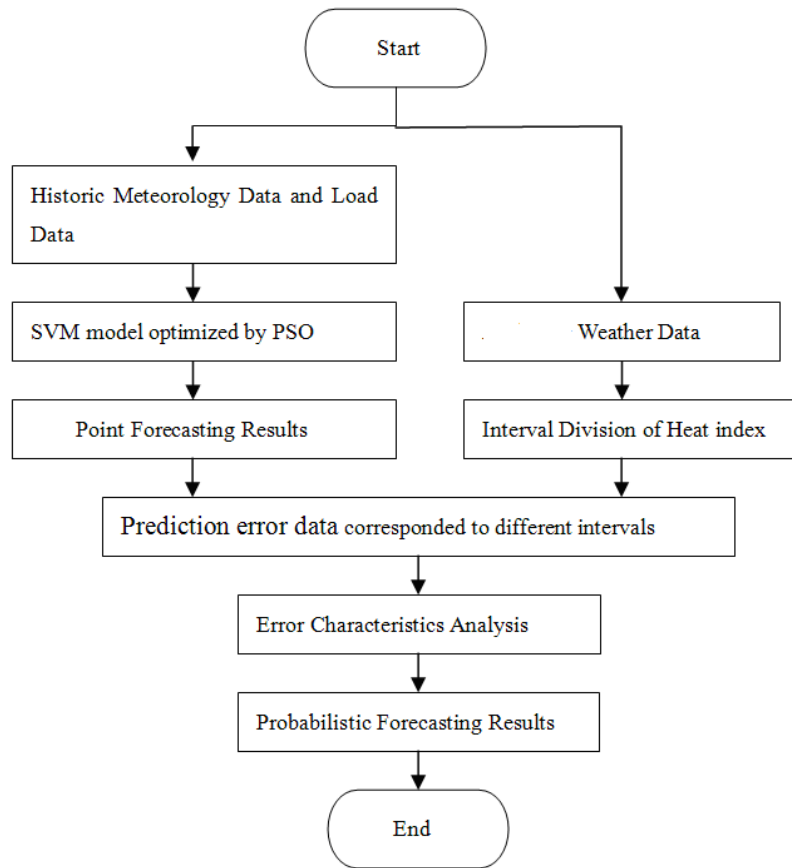 Start
Historic Meteorology Data and Load
Data
SVM model optimized by PSO
Weather Data
Point Forecasting Results
Interval Division of Heat index
Prediction error data corresponded to different intervals
Error Characteristics Analysis
Probabilistic Forecasting Results
End